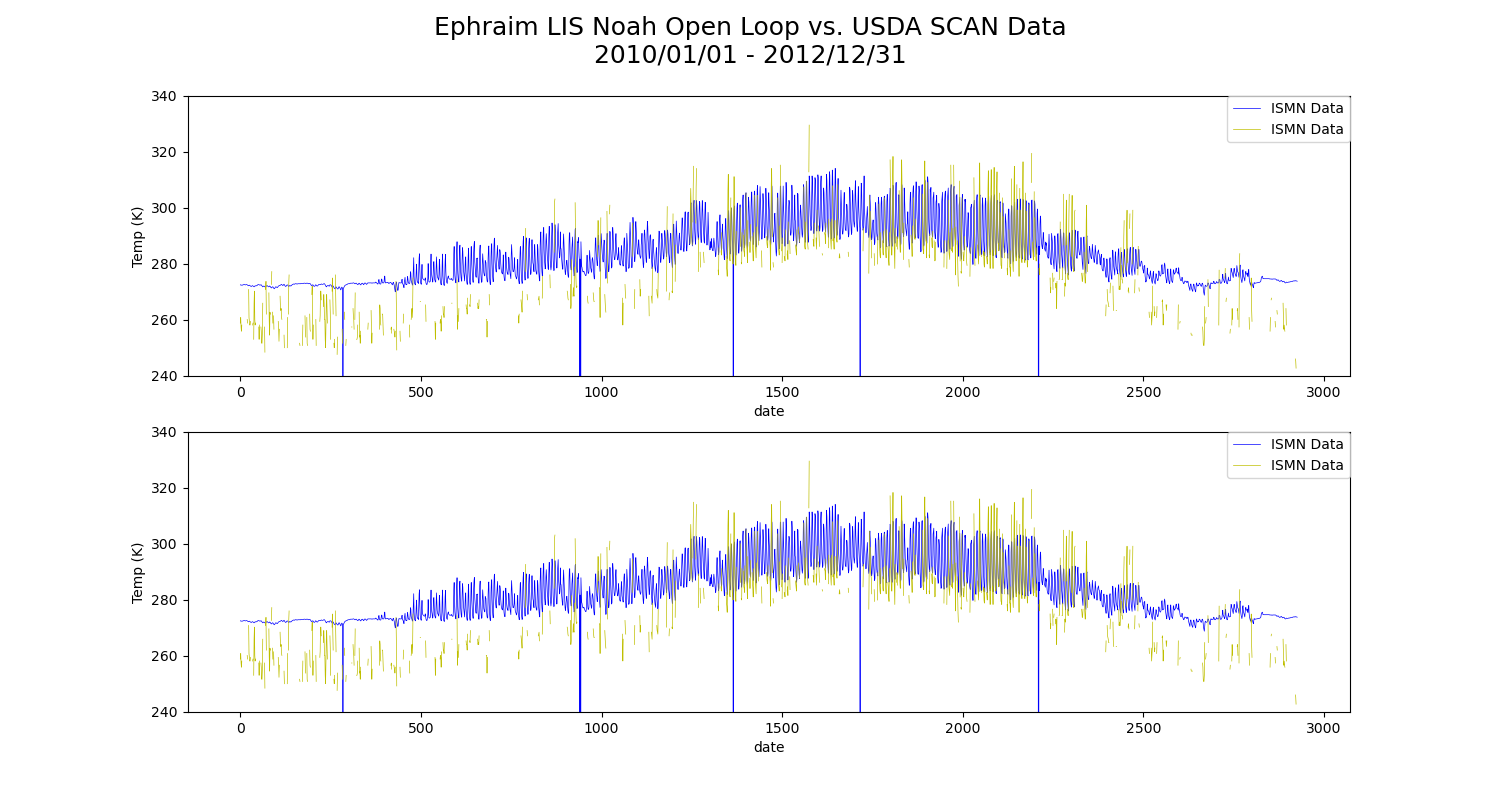 Ephraim LIS Noah Open Loop vs. USDA SCAN Data
2010/01/01 - 2012/12/31
340
320
300
280
260
240
Temp (K)
ISMN Data
ISMN Data
0 500 1000 1500 2000 2500 3000
date
340
320
300
280
260
240
Temp (K)
ISMN Data
ISMN Data
0 500 1000 1500 2000 2500 3000
date